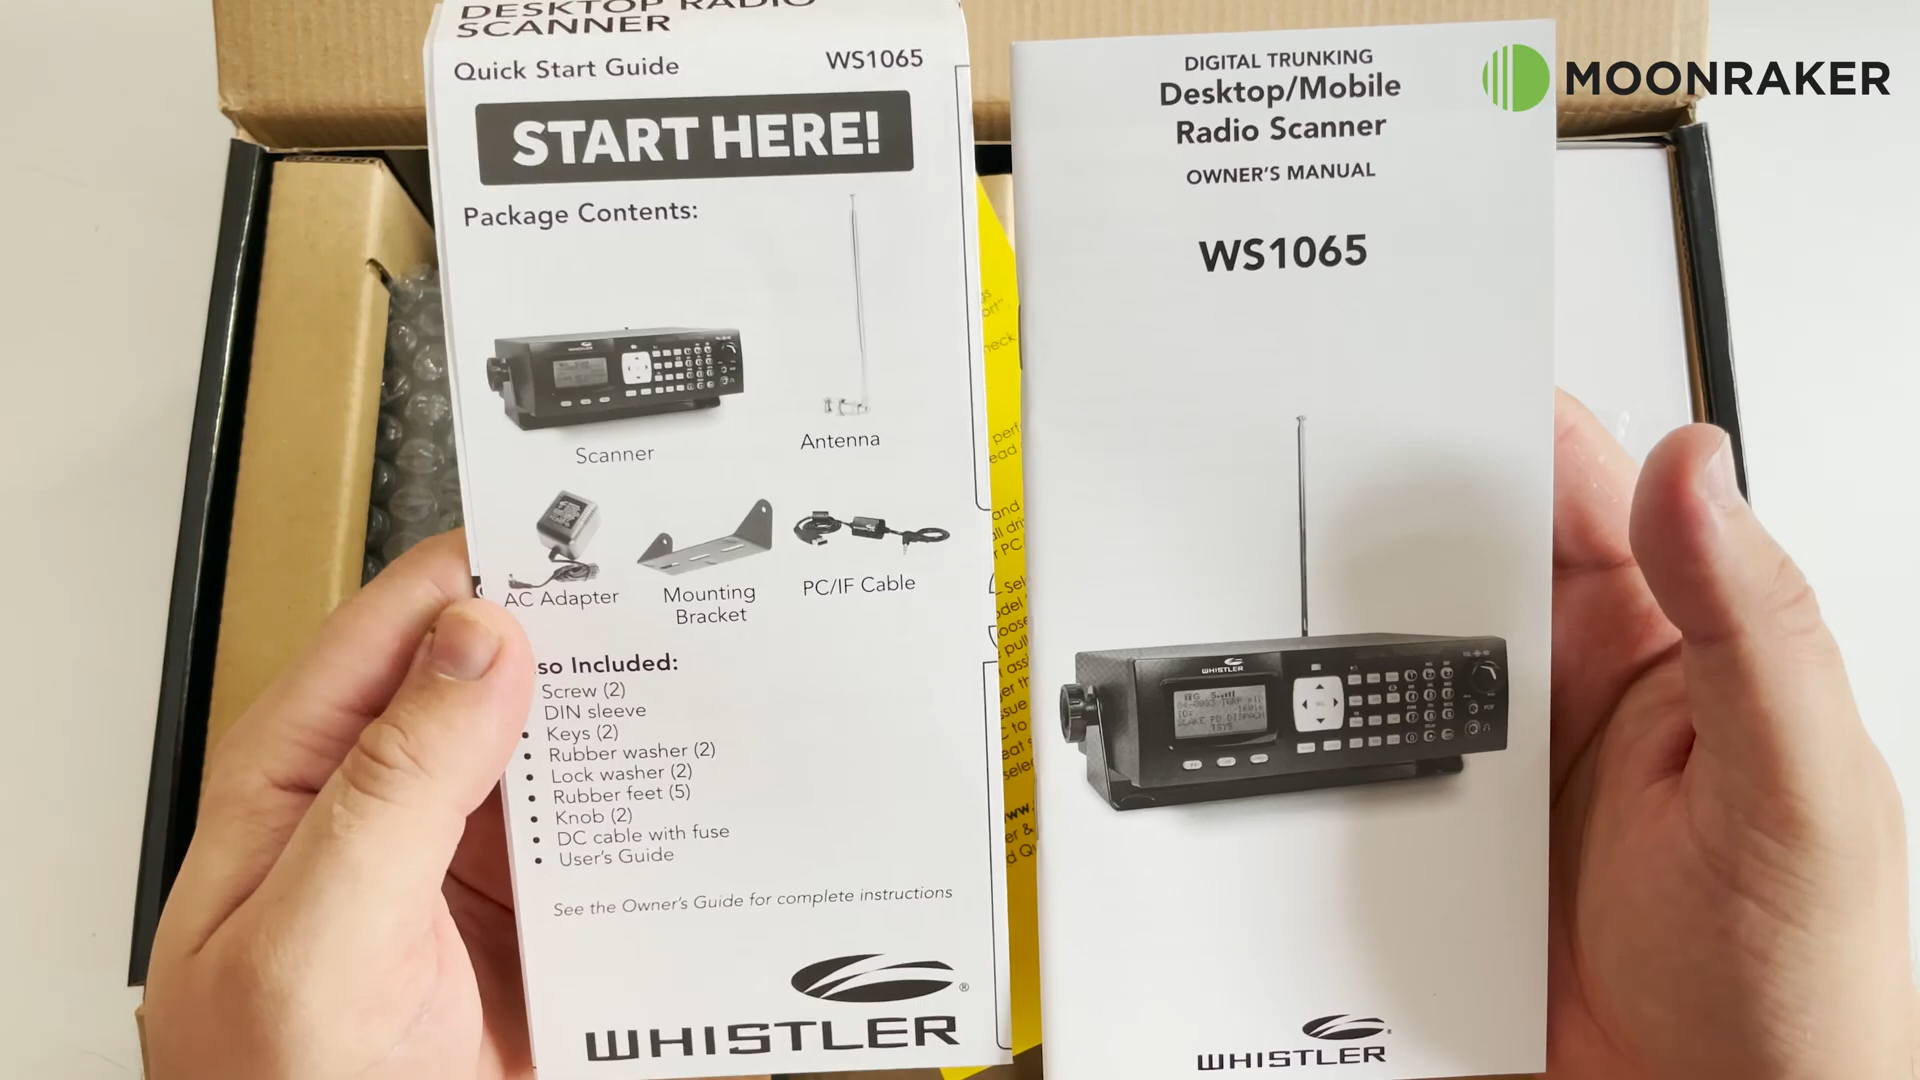 DESKTOP RADIO
SCANNER
Quick Start Guide
WS1065
START HERE!
Package Contents:
Scanner
Antenna
AC Adapter
Mounting
Bracket
PC/IF Cable
so Included:
Screw (2)
DIN sleeve
• Keys (2)
• Rubber washer (2)
• Lock washer (2)
• Rubber feet (5)
• Knob (2)
• DC cable with fuse
• User's Guide
See the Owner's Guide for complete instructions
®
WHISTLER
DIGITAL TRUNKING
Desktop/Mobile
Radio Scanner
OWNER'S MANUAL
WS1065
WHISTLER
WHISTLER
MOONRAKER